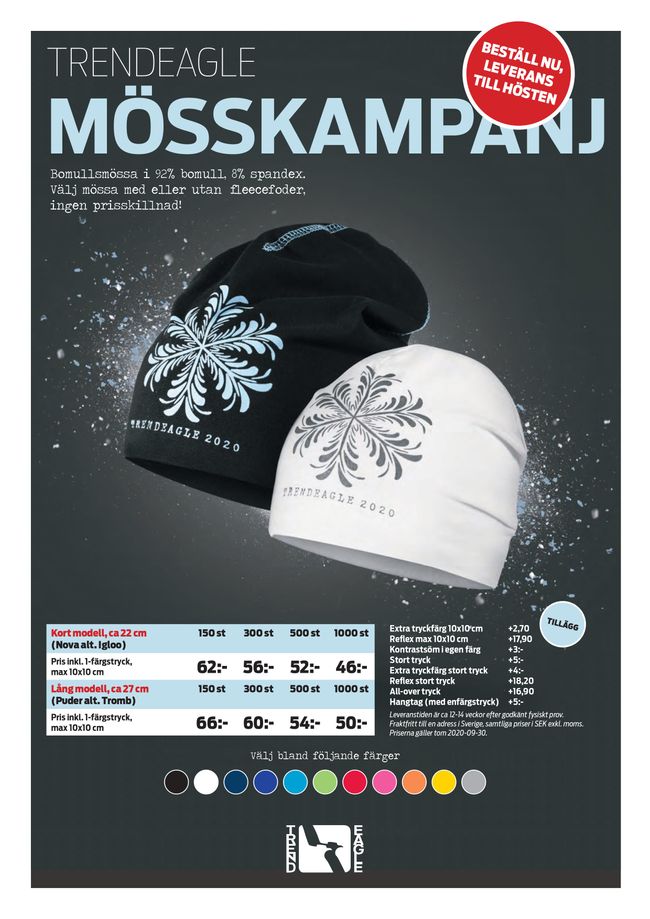 TRENDEAGLE
MÖSSKAMPANJ
BESTÄLL NU,
LEVERANS
TILL HÖSTEN
Bomullsmössa i 92% bomull, 8% spandex.
Välj mössa med eller utan fleecefoder,
ingen prisskillnad!
TRENDEAGLE 2020
TRENDEAGLE 2020
Kort modell, ca 22 cm 150 st 300 st 500 st 1000 st
(Nova alt. Igloo)
Pris inkl. 1-färgstryck,
max 10x10 cm 62:- 56:- 52:- 46:-
Lång modell, ca 27 cm 150 st 300 st 500 st 1000 st
(Puder alt. Tromb)
Pris inkl. 1-färgstryck,
max 10x10 cm 66:- 60:- 54:- 50:-
TILLÄGG
Extra tryckfärg 10x10 cm +2,70
Reflex max 10x10 cm +17,90
Kontrastsöm i egen färg +3:-
Stort tryck +5:-
Extra tryckfärg stort tryck +4:-
Reflex stort tryck +18,20
All-over tryck +16,90
Hangtag (med enfärgstryck) +5:-
Leveranstiden är ca 12-14 veckor efter godkänt fysiskt prov.
Fraktfritt till en adress i Sverige, samtliga priser i SEK exkl. moms.
Priserna gäller tom 2020-09-30.
Välj bland följande färger
TREND EAGLE